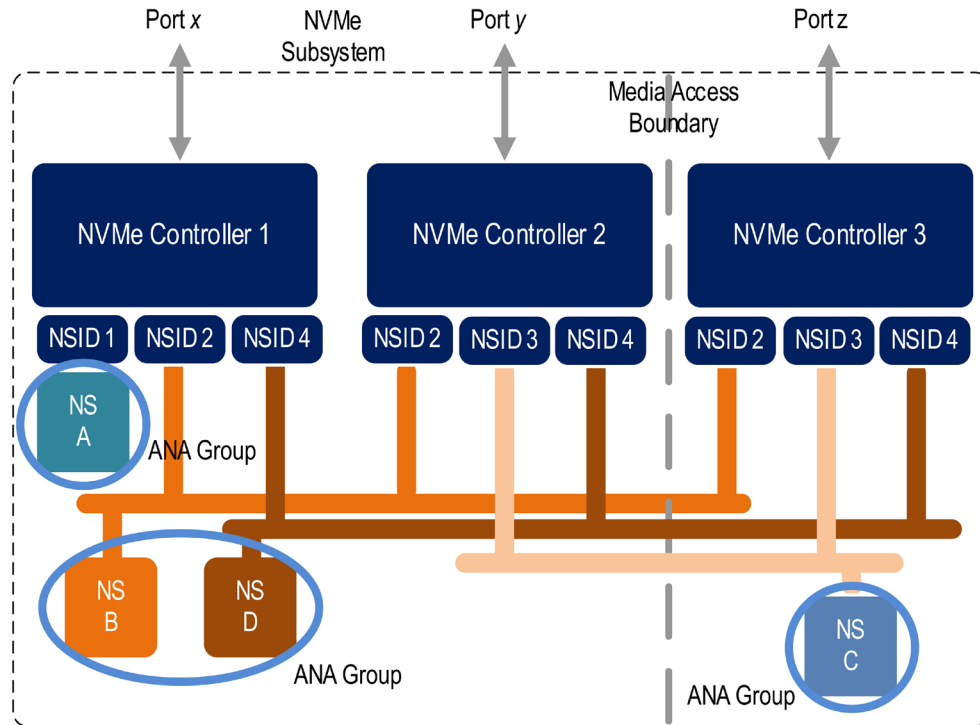 Port x
NVMe
Subsystem
Port y
Port z
Media Access
Boundary
NVMe Controller 1
NVMe Controller 2
NVMe Controller 3
NSID 1
NSID 2
NSID 4
NSID 2
NSID 3
NSID 4
NSID 2
NSID 3
NSID 4
NS
A
ANA Group
NS
B
NS
D
ANA Group
NS
C
ANA Group